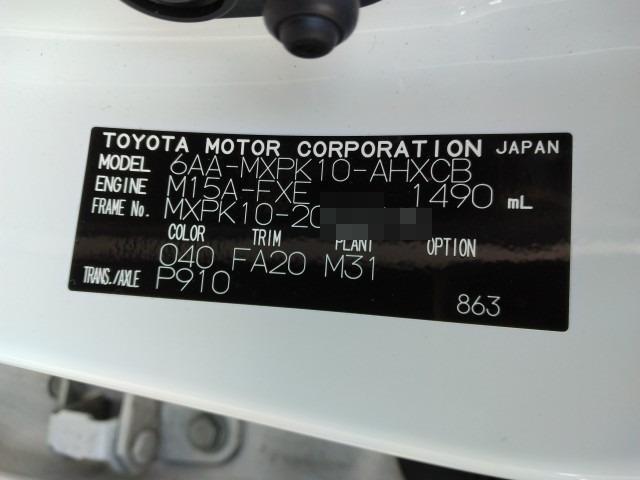 TOYOTA MOTOR CORPORATION JAPAN
MODEL 6AA-MXPK10-AHXCB
ENGINE M15A-FXE 1490 mL
FRAME No. MXPK10-20
COLOR TRIM PLANT OPTION
040 FA20 M31
TRANS./AXLE P910
863